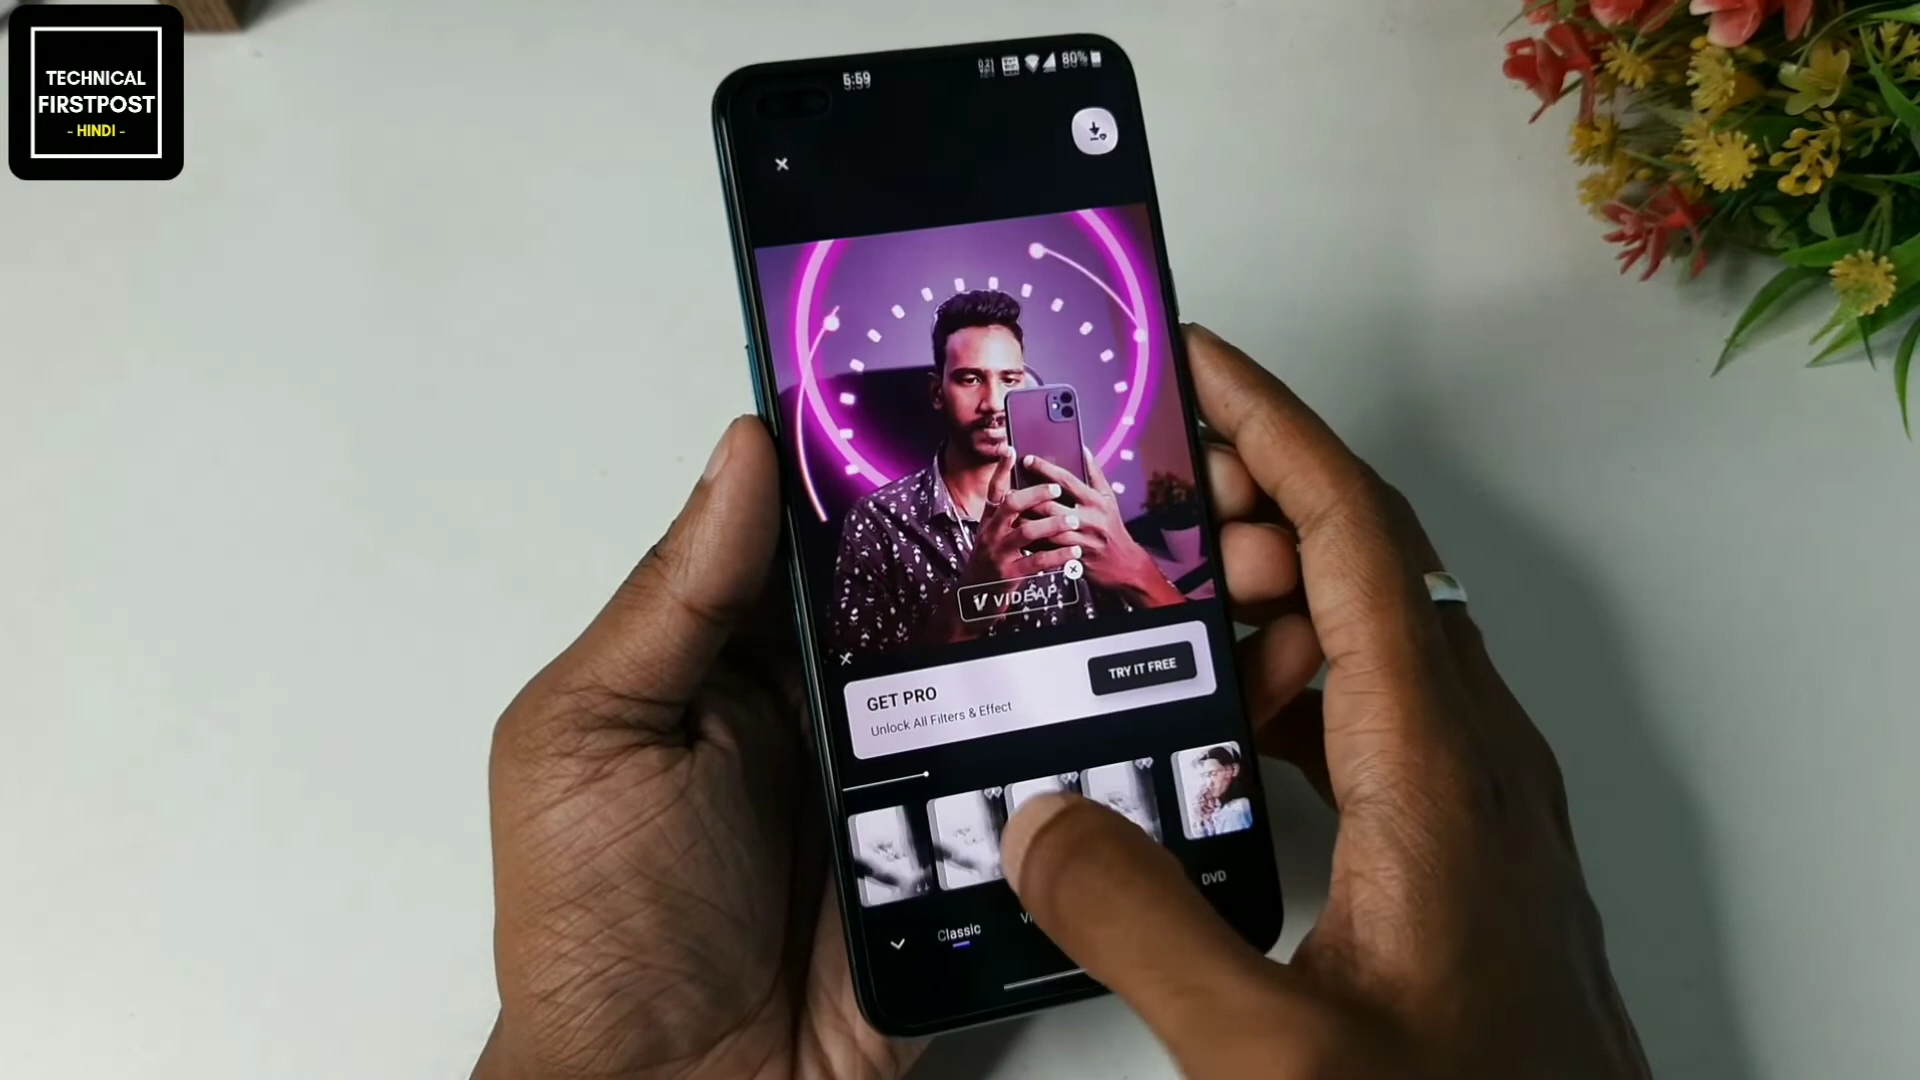 TECHNICAL
FIRSTPOST
- HINDI -
5:59
80%
VIDEAP
GET PRO
Unlock All Filters & Effect
TRY IT FREE
Classic
DVD